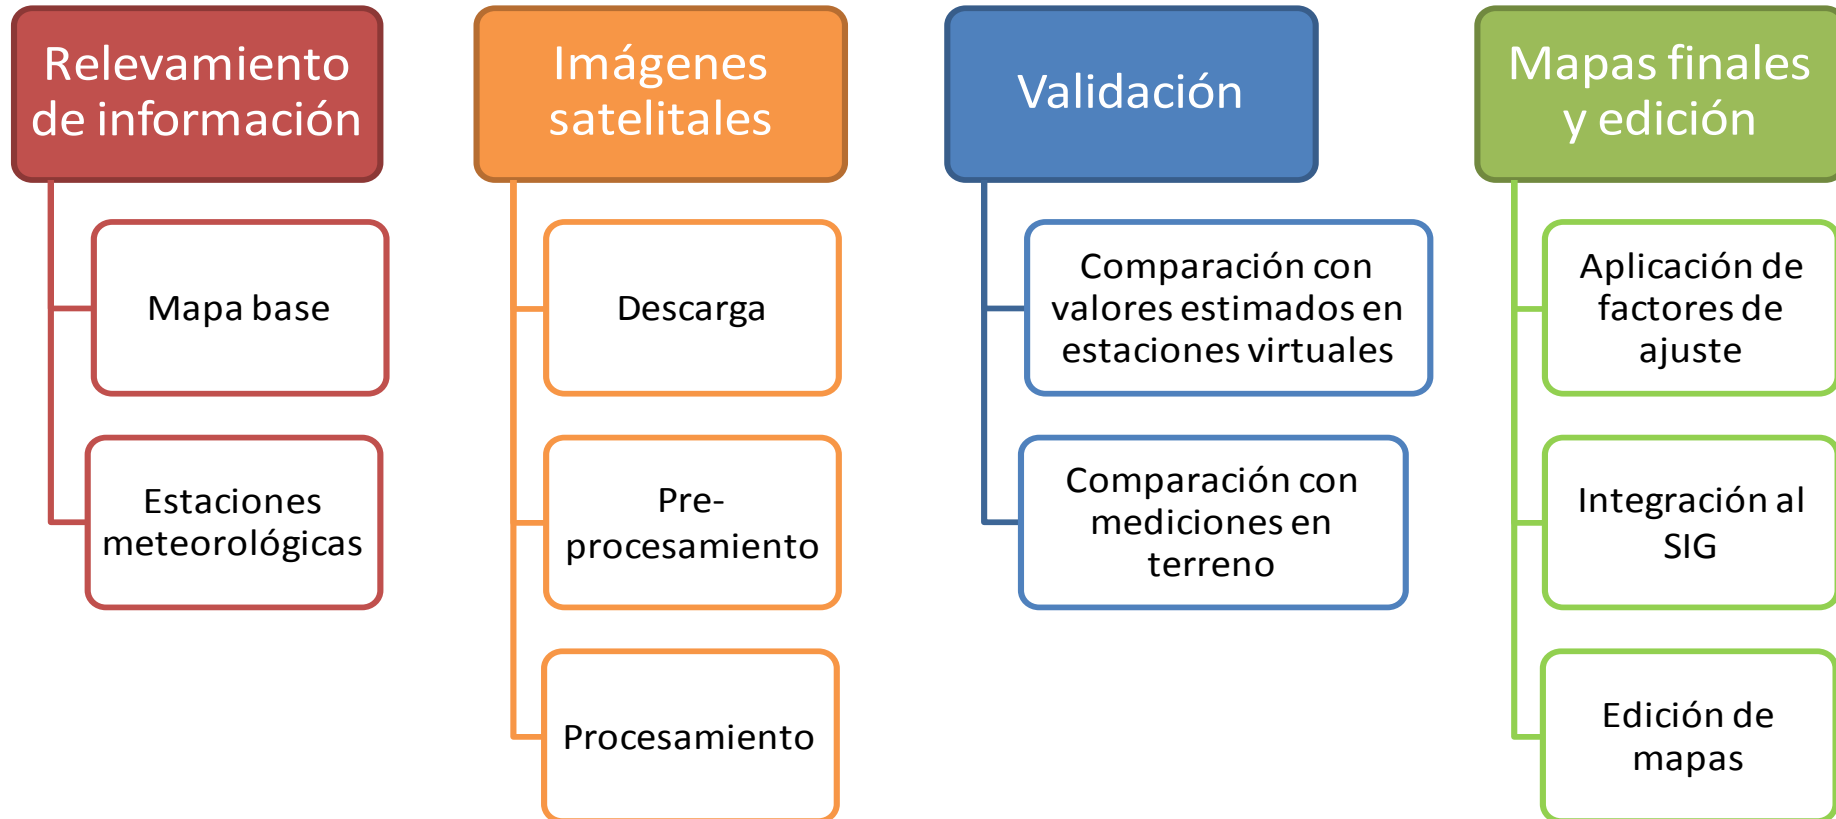 Relevamiento
de información
Mapa base
Estaciones
meteorológicas
Imágenes
satelitales
Descarga
Pre-
procesamiento
Procesamiento
Validación
Comparación con
valores estimados en
estaciones virtuales
Comparación con
mediciones en
terreno
Mapas finales
y edición
Aplicación de
factores de
ajuste
Integración al
SIG
Edición de
mapas